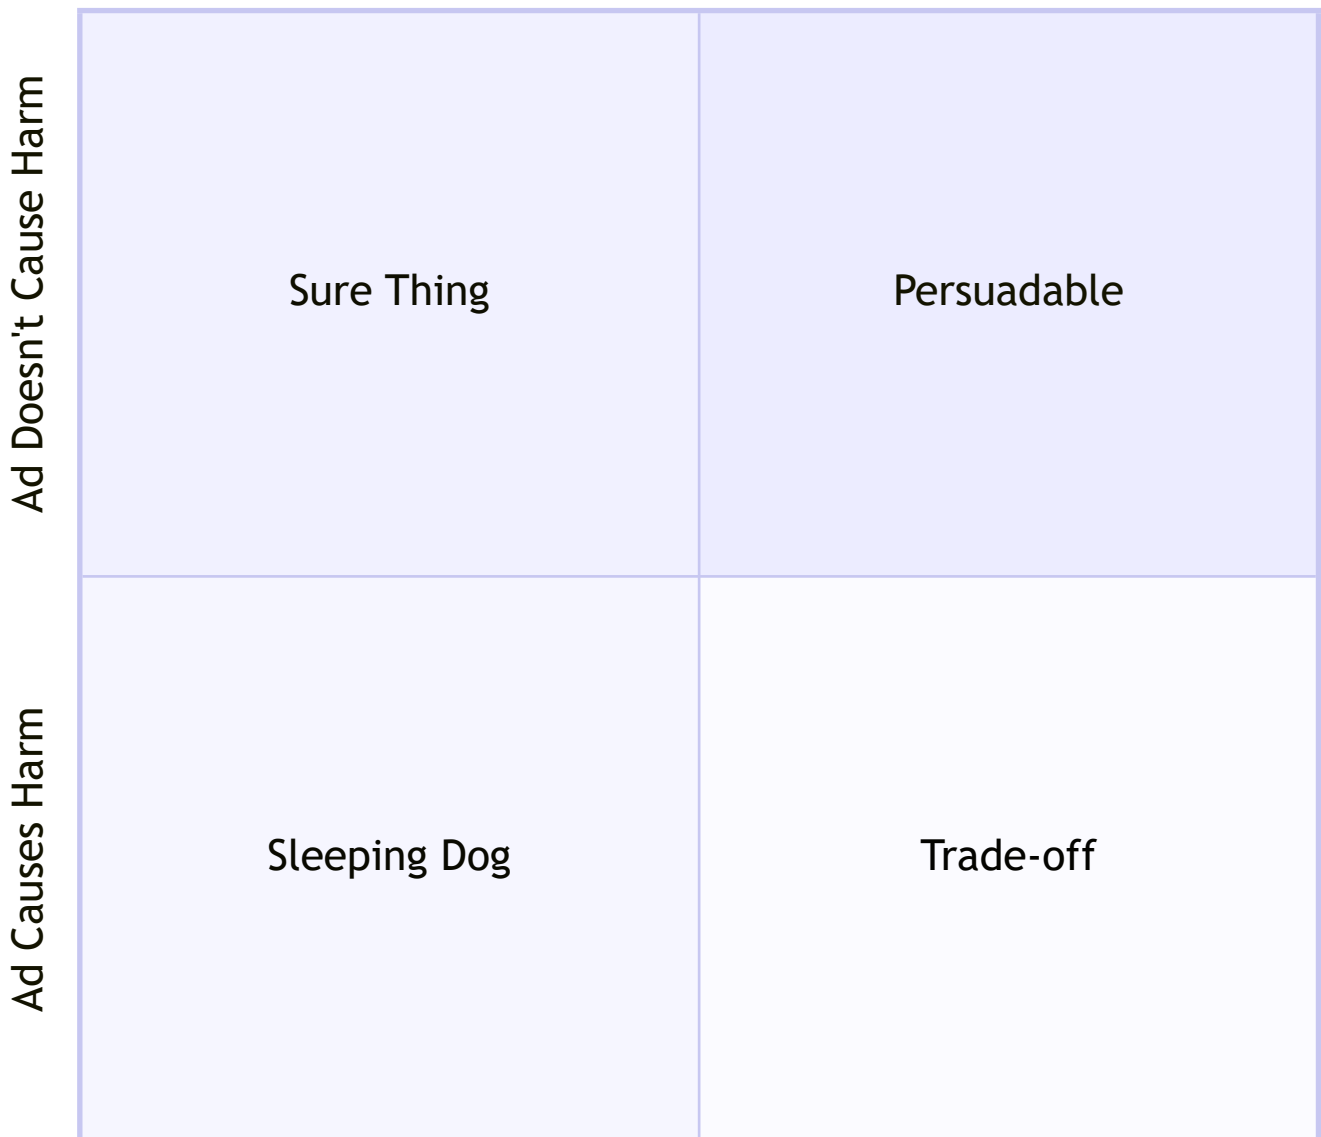 Ad Doesn't Cause Harm
Sure Thing
Persuadable
Ad Causes Harm
Sleeping Dog
Trade-off